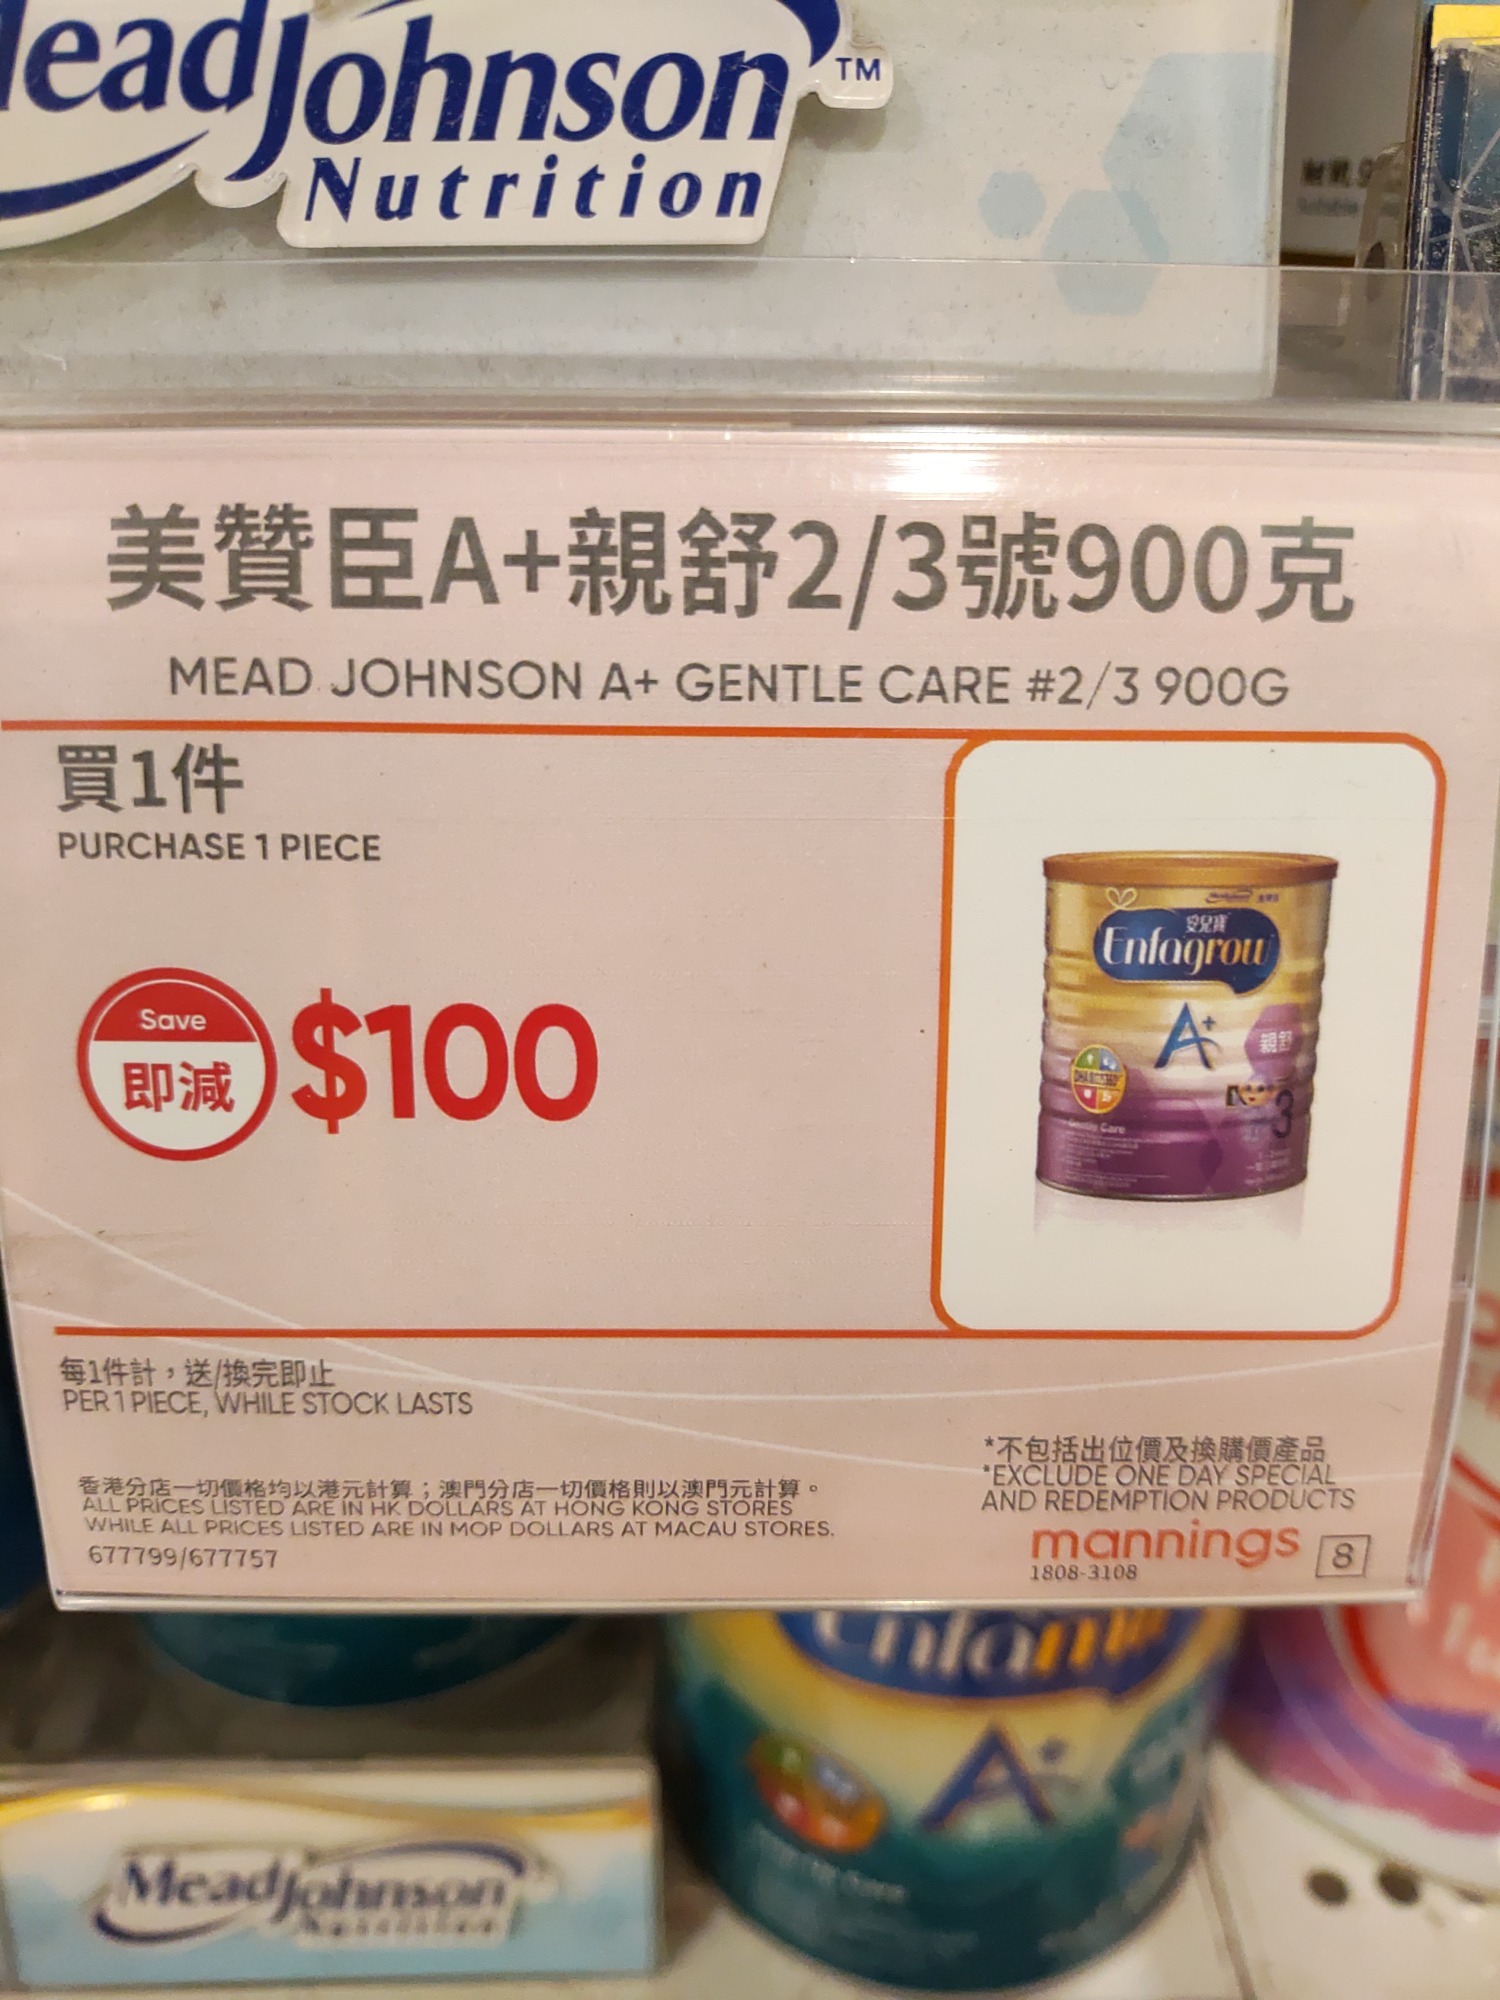 MeadJohnson™
Nutrition
美贊臣A+親舒2/3號900克
MEAD JOHNSON A+ GENTLE CARE #2/3 900G
買1件
PURCHASE 1 PIECE
Save
即減
$100
安兒寶
Enfagrow
A+
親舒
Gentle Care
3
每1件計，送/換完即止
PER 1 PIECE, WHILE STOCK LASTS
*不包括出位價及換購價產品
*EXCLUDE ONE DAY SPECIAL
AND REDEMPTION PRODUCTS
香港分店一切價格均以港元計算；澳門分店一切價格則以澳門元計算。
ALL PRICES LISTED ARE IN HK DOLLARS AT HONG KONG STORES
WHILE ALL PRICES LISTED ARE IN MOP DOLLARS AT MACAU STORES.
677799/677757
mannings
1808-3108
8
A+
MeadJohnson
Nutrition